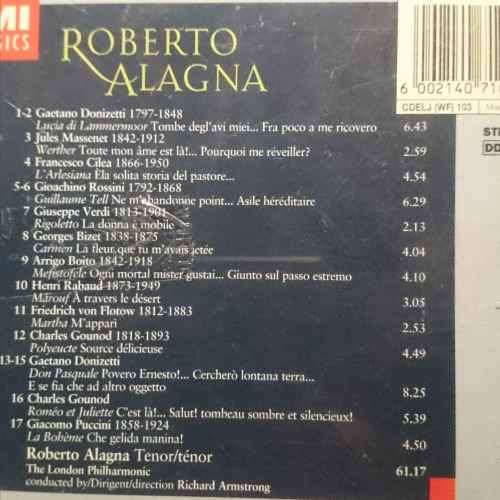 MI
SICS
ROBERTO
ALAGNA
6 002140 71
CDELJ (WF) 103
STE
DD
1-2 Gaetano Donizetti 1797-1848
Lucia di Lammermoor Tombe degl'avi miei... Fra poco a me ricovero 6.43
3 Jules Massenet 1842-1912
Werther Toute mon âme est là!... Pourquoi me réveiller? 2.59
4 Francesco Cilea 1866-1950
L'Arlesiana Ela solita storia del pastore... 4.54
5-6 Gioachino Rossini 1792-1868
Guillaume Tell Ne m'abandonne point... Asile héréditaire 6.29
7 Giuseppe Verdi 1813-1901
Rigoletto La donna è mobile 2.13
8 Georges Bizet 1838-1875
Carmen La fleur que tu m'avais jetée 4.04
9 Arrigo Boito 1842-1918
Mefistofele Ogni mortal mister gustai... Giunto sul passo estremo 4.10
10 Henri Rabaud 1873-1949
Mârouf À travers le désert 3.05
11 Friedrich von Flotow 1812-1883
Martha M'appari 2.53
12 Charles Gounod 1818-1893
Polyeucte Source délicieuse 4.49
13-15 Gaetano Donizetti
Don Pasquale Povero Ernesto!... Cercherò lontana terra...
E se fia che ad altro oggetto 8.25
16 Charles Gounod
Roméo et Juliette C'est là!... Salut! tombeau sombre et silencieux! 5.39
17 Giacomo Puccini 1858-1924
La Bohème Che gelida manina! 4.50
Roberto Alagna Tenor/ténor
The London Philharmonic 61.17
conducted by/Dirigent/direction Richard Armstrong